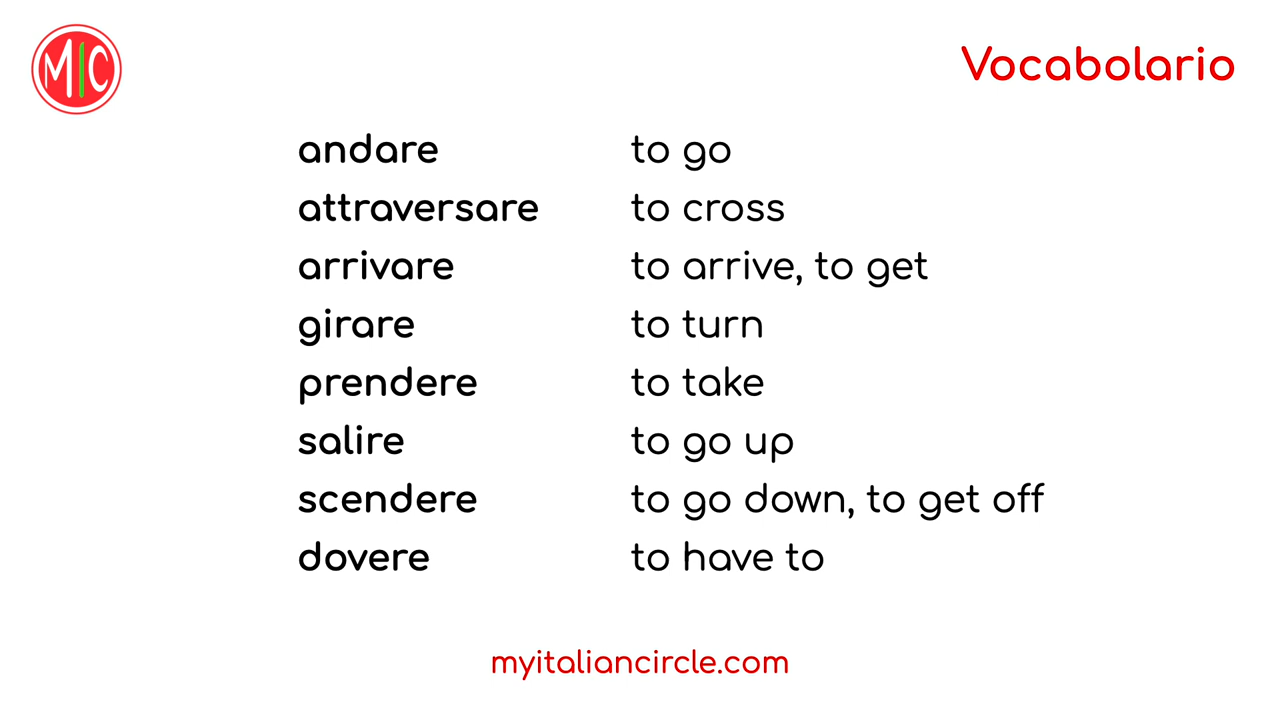 MIC
Vocabolario
andare to go
attraversare to cross
arrivare to arrive, to get
girare to turn
prendere to take
salire to go up
scendere to go down, to get off
dovere to have to
myitaliancircle.com